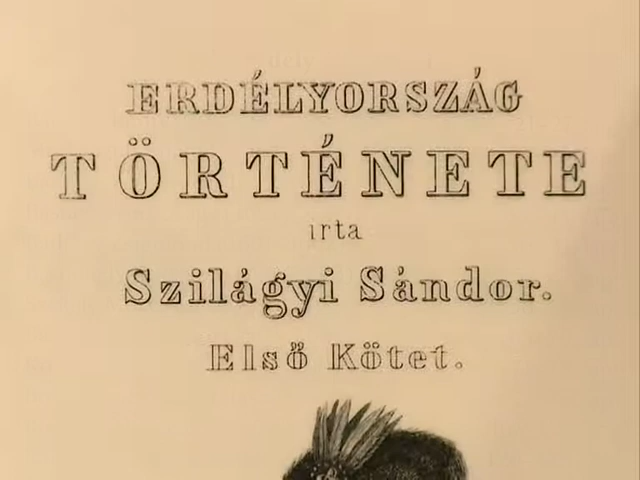 ERDÉLYORSZÁG
TÖRTÉNETE
irta
Szilágyi Sándor.
Első Kötet.